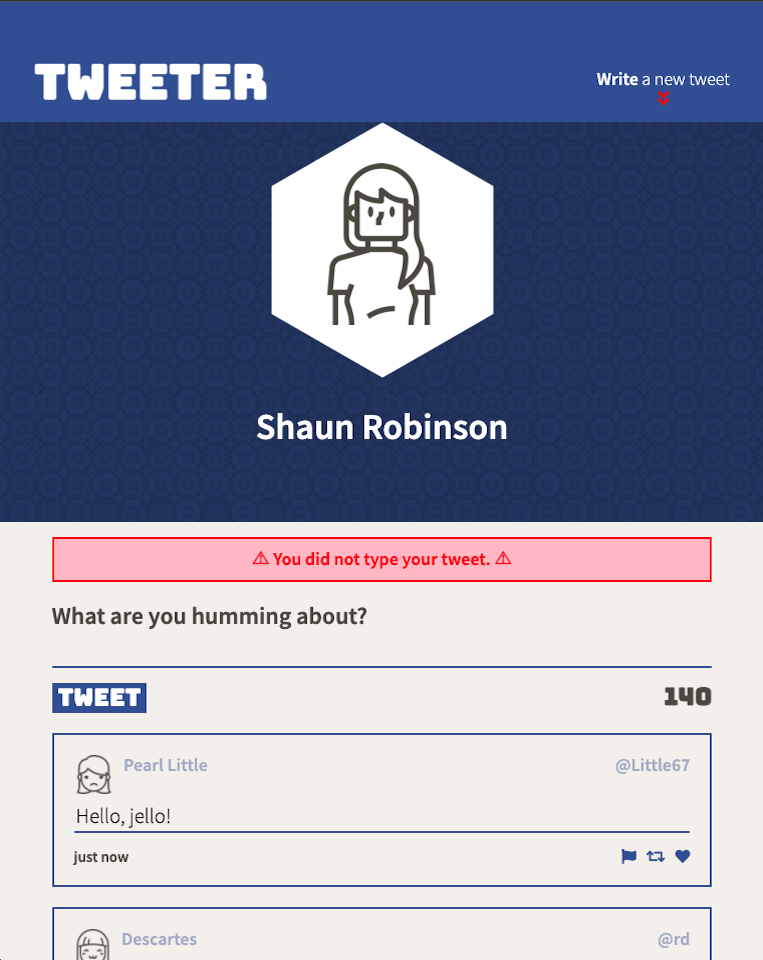 TWEETER
Write a new tweet
Shaun Robinson
⚠ You did not type your tweet. ⚠
What are you humming about?
TWEET 140
Pearl Little @Little67
Hello, jello!
just now
Descartes @rd